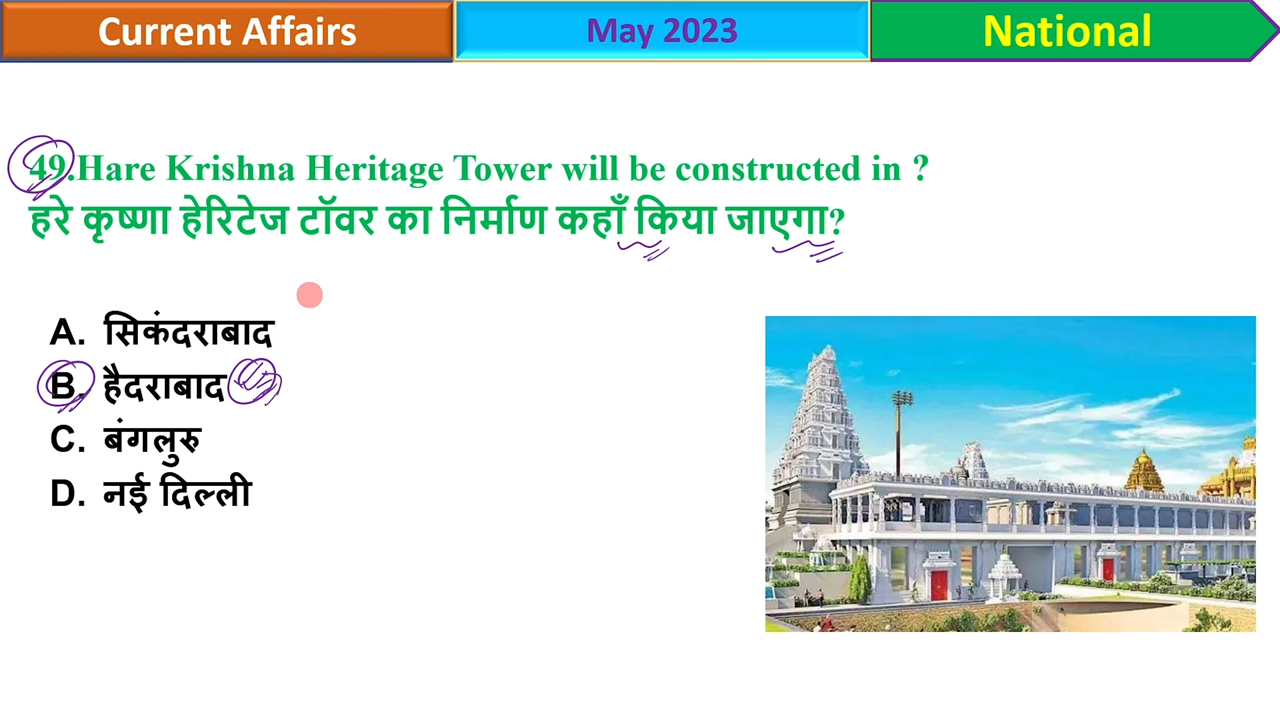 Current Affairs
May 2023
National
49.Hare Krishna Heritage Tower will be constructed in ?
हरे कृष्णा हेरिटेज टॉवर का निर्माण कहाँ किया जाएगा?
A. सिकंदराबाद
B. हैदराबाद
C. बंगलुरु
D. नई दिल्ली